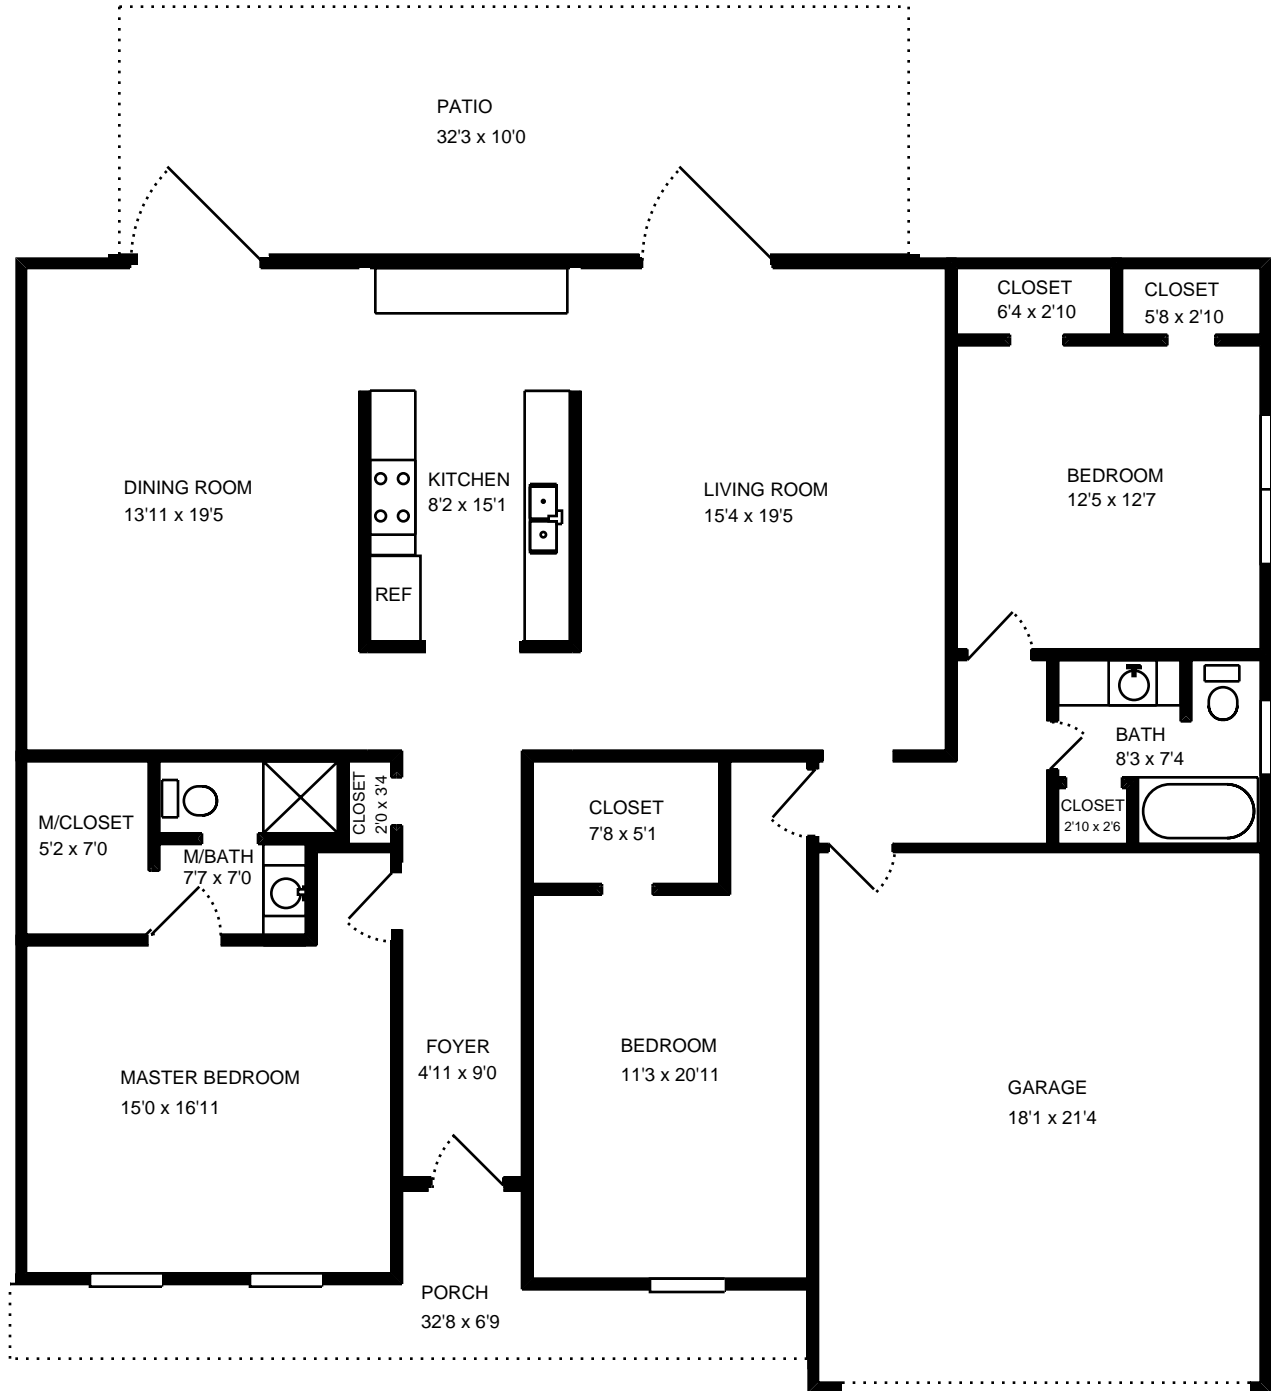 PATIO
32'3 x 10'0
CLOSET
6'4 x 2'10
CLOSET
5'8 x 2'10
DINING ROOM
13'11 x 19'5
KITCHEN
8'2 x 15'1
REF
LIVING ROOM
15'4 x 19'5
BEDROOM
12'5 x 12'7
BATH
8'3 x 7'4
CLOSET
2'10 x 2'6
M/CLOSET
5'2 x 7'0
M/BATH
7'7 x 7'0
CLOSET
2'0 x 3'4
CLOSET
7'8 x 5'1
MASTER BEDROOM
15'0 x 16'11
FOYER
4'11 x 9'0
BEDROOM
11'3 x 20'11
GARAGE
18'1 x 21'4
PORCH
32'8 x 6'9